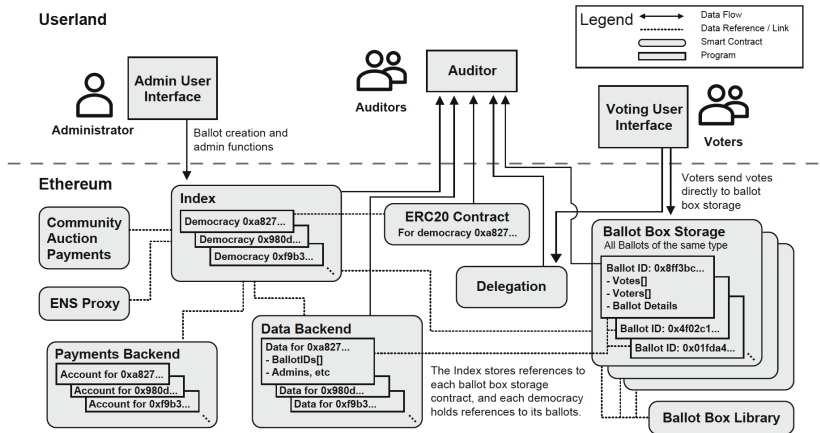 Userland
Legend
Data Flow
Data Reference / Link
Smart Contract
Program
Admin User
Interface
Administrator
Auditors
Auditor
Voting User
Interface
Voters
Ballot creation and
admin functions
Voters send votes
directly to ballot
box storage
Ethereum
Community
Auction
Payments
ENS Proxy
Index
Democracy 0xa827...
Democracy 0x980d...
Democracy 0xf9b3...
ERC20 Contract
For democracy 0xa827...
Delegation
Ballot Box Storage
All Ballots of the same type
Ballot ID: 0x8ff3bc...
- Votes[]
- Voters[]
- Ballot Details
Ballot ID: 0x4f02c1...
Ballot ID: 0x01fda4...
Payments Backend
Account for 0xa827...
Account for 0x980d...
Account for 0xf9b3...
Data Backend
Data for 0xa827...
- BallotIDs[]
- Admins, etc
Data for 0x980d...
Data for 0xf9b3...
The Index stores references to
each ballot box storage
contract, and each democracy
holds references to its ballots.
Ballot Box Library